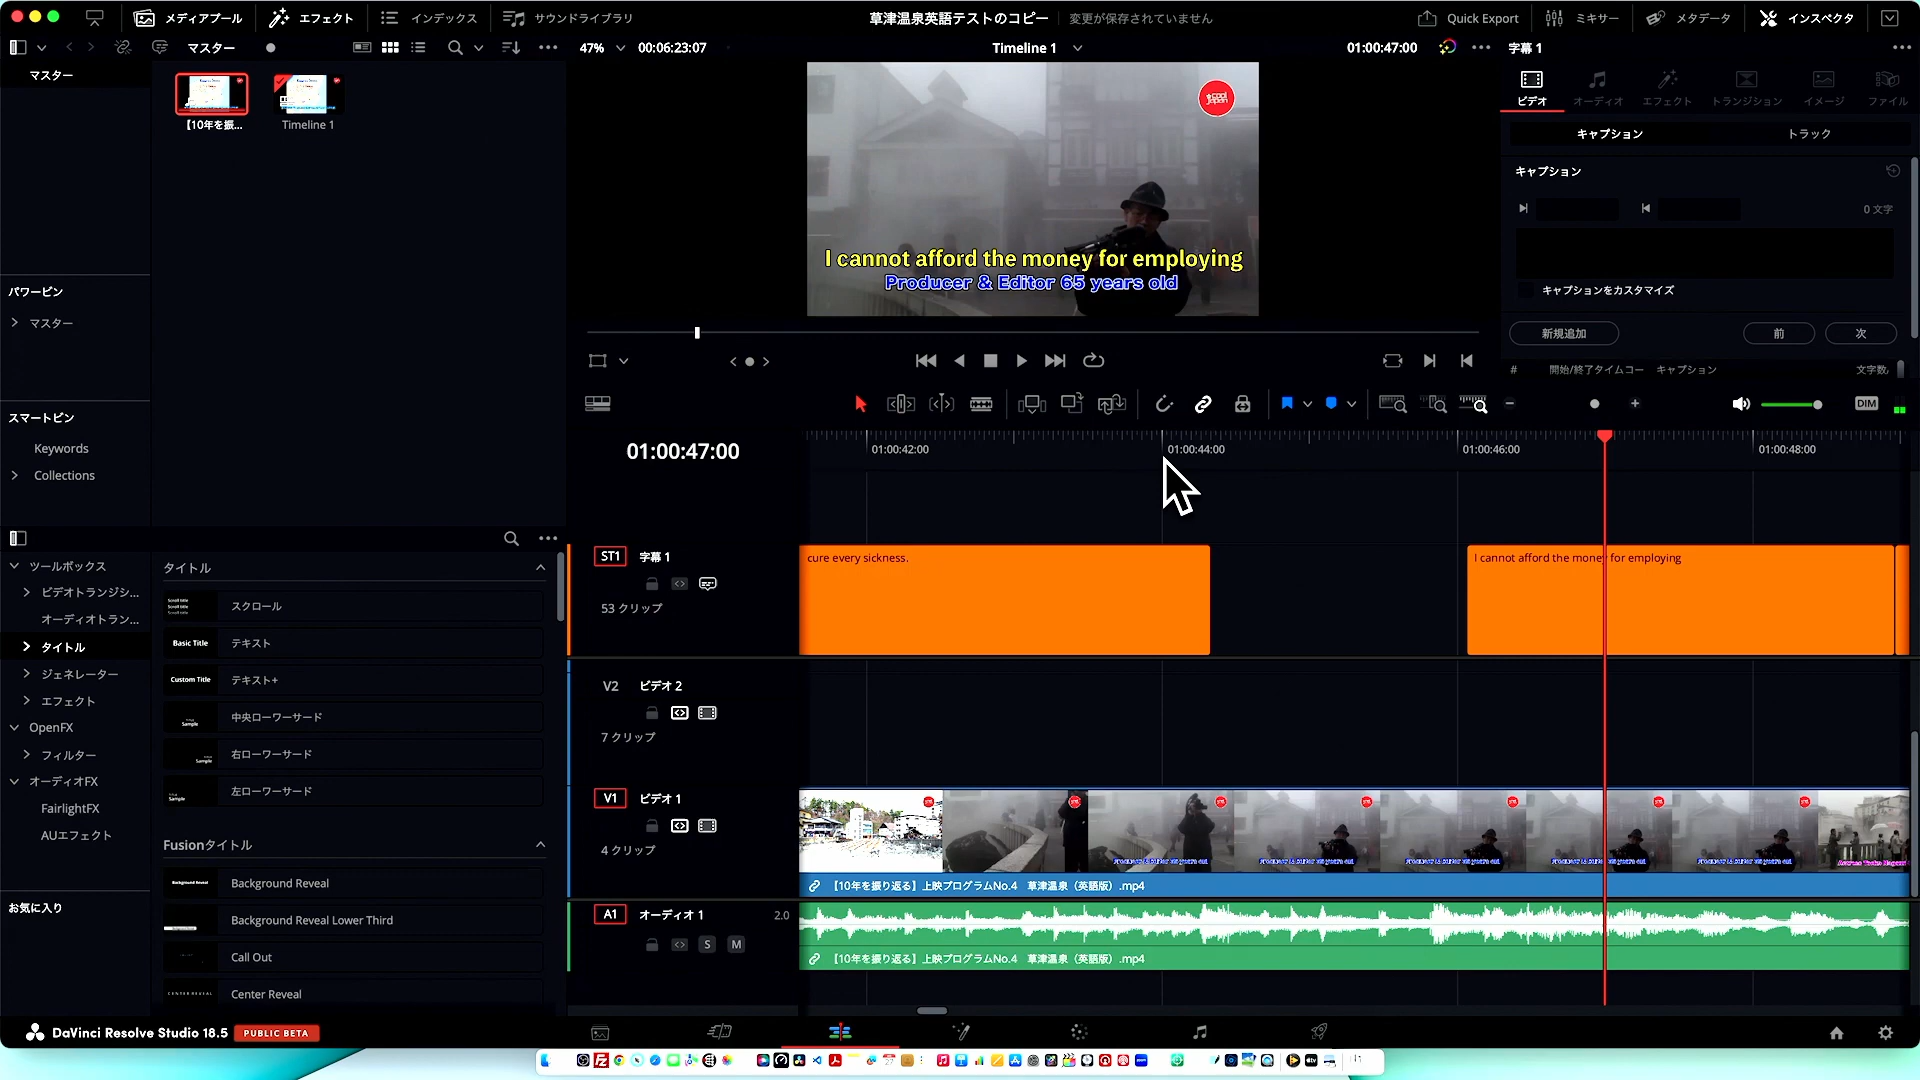 メディアプール
エフェクト
インデックス
サウンドライブラリ
草津温泉英語テストのコピー
変更が保存されていません
Quick Export
ミキサー
メタデータ
インスペクタ
マスター
47%
00:06:23:07
Timeline 1
01:00:47:00
字幕 1
マスター
【10年を振...
Timeline 1
パワービン
マスター
スマートビン
Keywords
Collections
cool
japan
I cannot afford the money for employing
Producer & Editor 65 years old
ビデオ
オーディオ
エフェクト
トランジション
イメージ
ファイル
キャプション
トラック
キャプション
0 文字
キャプションをカスタマイズ
新規追加
前
次
#
開始/終了タイムコー
キャプション
文字数
DIM
ツールボックス
ビデオトランジシ...
オーディオトラン...
タイトル
ジェネレーター
エフェクト
OpenFX
フィルター
オーディオFX
FairlightFX
AUエフェクト
お気に入り
タイトル
Basic Title
Custom Title
スクロール
テキスト
テキスト+
中央ローワーサード
右ローワーサード
左ローワーサード
Fusionタイトル
Background Reveal
Background Reveal Lower Third
Call Out
CENTER REVEAL
Center Reveal
01:00:47:00
01:00:42:00
01:00:44:00
01:00:46:00
01:00:48:00
ST1
字幕 1
53 クリップ
cure every sickness.
I cannot afford the money for employing
V2
ビデオ 2
7 クリップ
V1
ビデオ 1
4 クリップ
【10年を振り返る】上映プログラムNo.4 草津温泉（英語版）.mp4
A1
オーディオ 1
2.0
S
M
【10年を振り返る】上映プログラムNo.4 草津温泉（英語版）.mp4
DaVinci Resolve Studio 18.5
PUBLIC BETA